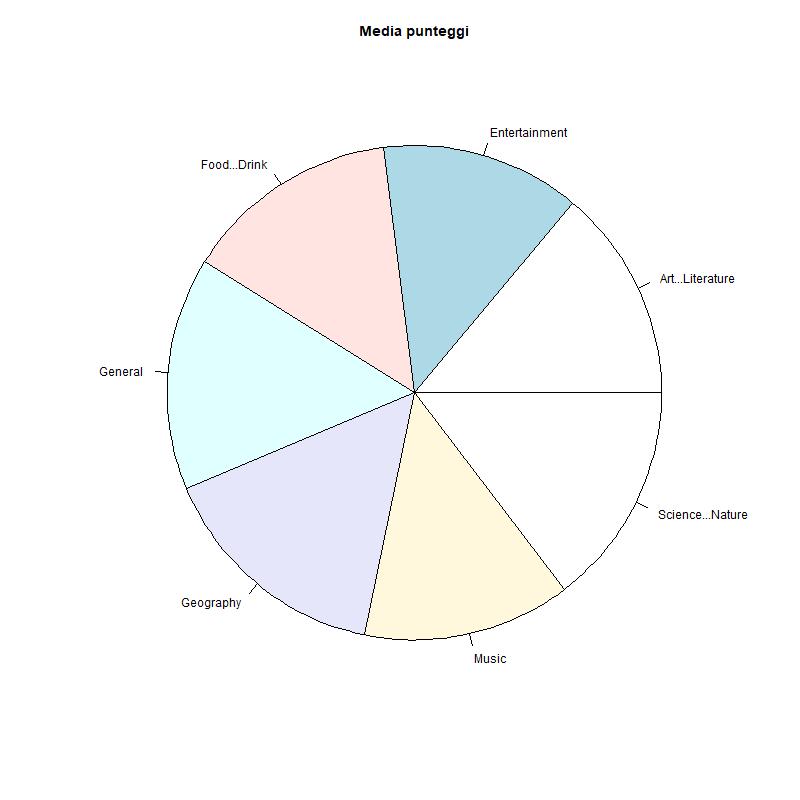 Media punteggi
Entertainment
Food...Drink
Art...Literature
General
Science...Nature
Geography
Music